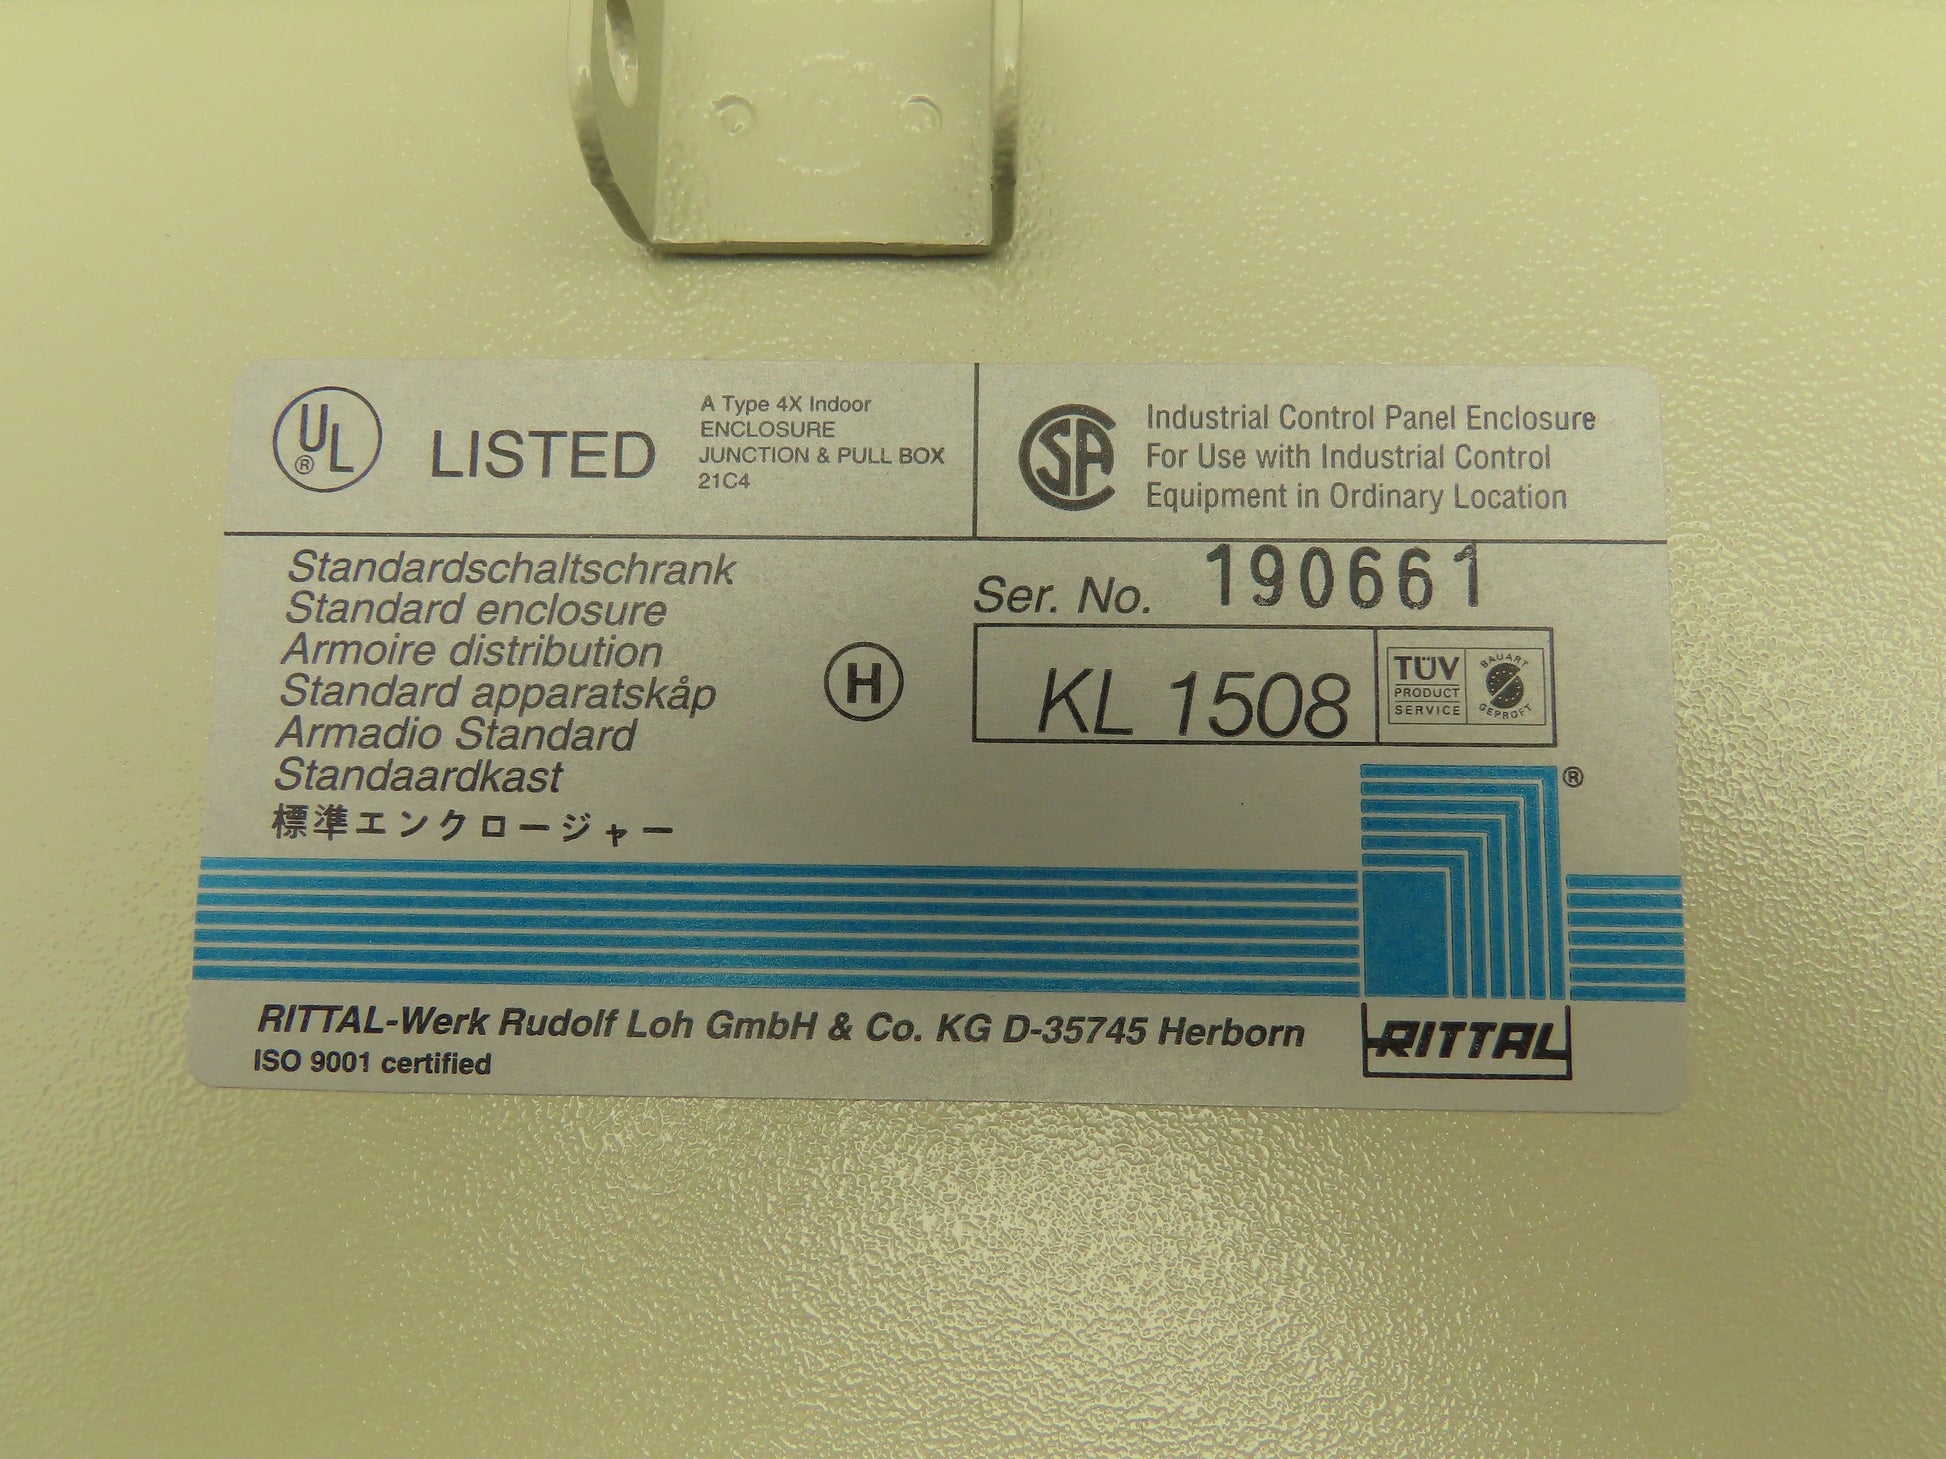 UL ® LISTED
A Type 4X Indoor
ENCLOSURE
JUNCTION & PULL BOX
21C4
SA
Industrial Control Panel Enclosure
For Use with Industrial Control
Equipment in Ordinary Location
Standardschaltschrank
Standard enclosure
Armoire distribution
Standard apparatskåp
Armadio Standard
Standaardkast
標準エンクロージャー
H
Ser. No. 190661
KL 1508
TÜV
PRODUCT
SERVICE
BAUART
GEPRÜFT
®
RITTAL-Werk Rudolf Loh GmbH & Co. KG D-35745 Herborn
ISO 9001 certified
RITTAL